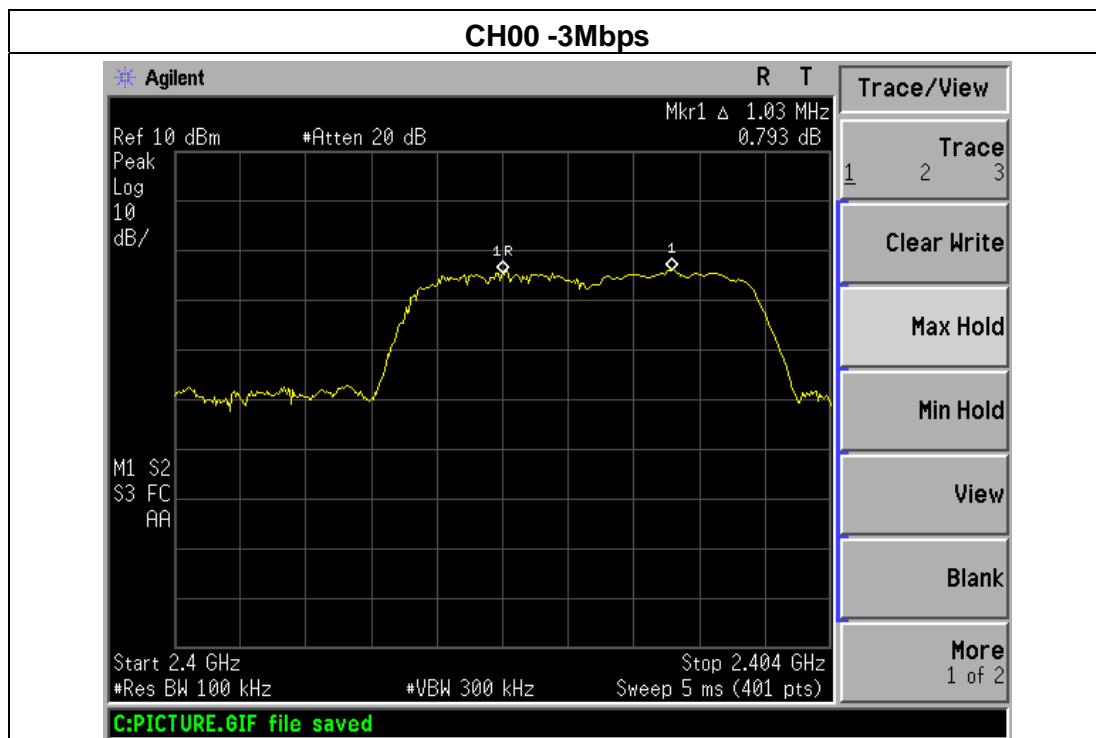 CH00 -3Mbps
Agilent R T
Mkr1 Δ 1.03 MHz
Ref 10 dBm #Atten 20 dB 0.793 dB
Peak
Log
10
dB/
1R 1
M1 S2
S3 FC
AA
Start 2.4 GHz Stop 2.404 GHz
#Res BW 100 kHz #VBW 300 kHz Sweep 5 ms (401 pts)
C:PICTURE.GIF file saved
Trace/View
Trace
1 2 3
Clear Write
Max Hold
Min Hold
View
Blank
More
1 of 2